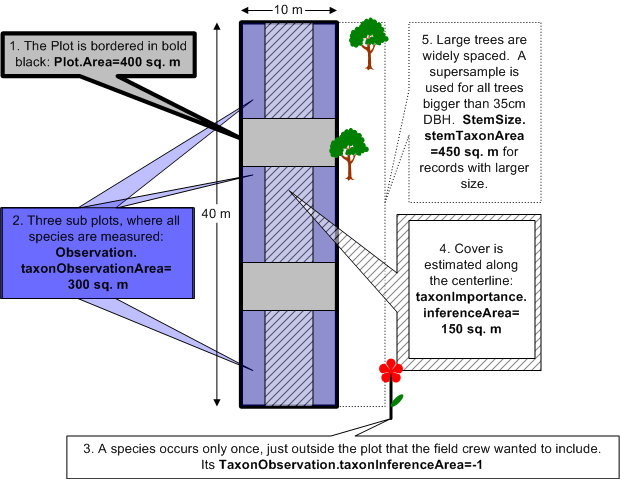 10 m
1. The Plot is bordered in bold
black: Plot.Area=400 sq. m
5. Large trees are
widely spaced. A
supersample is
used for all trees
bigger than 35cm
DBH. StemSize.
stemTaxonArea
=450 sq. m for
records with larger
size.
40 m
2. Three sub plots, where all
species are measured:
Observation.
taxonObservationArea=
300 sq. m
4. Cover is
estimated along
the centerline:
taxonImportance.
inferenceArea=
150 sq. m
3. A species occurs only once, just outside the plot that the field crew wanted to include.
Its TaxonObservation.taxonInferenceArea=-1